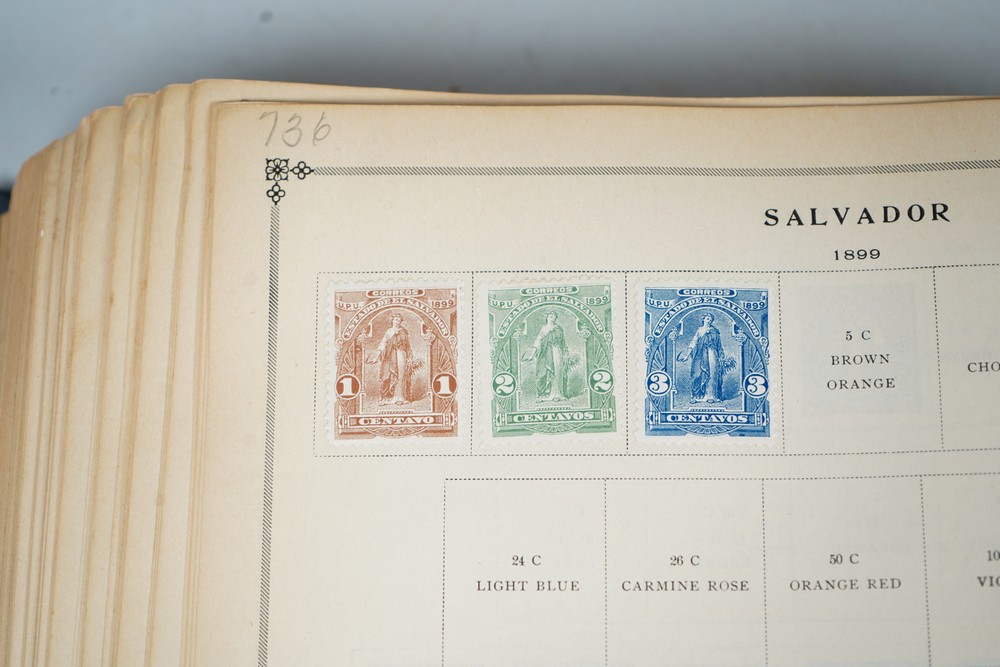 736
SALVADOR
1899
CORREOS
U.P.U. 1899
ESTADO DE EL SALVADOR
1 1
CENTAVO
CORREOS
U.P.U. 1899
ESTADO DE EL SALVADOR
2 2
CENTAVOS
CORREOS
U.P.U. 1899
ESTADO DE EL SALVADOR
3 3
CENTAVOS
5 C
BROWN
ORANGE
CHO
24 C
LIGHT BLUE
26 C
CARMINE ROSE
50 C
ORANGE RED
10
VIO